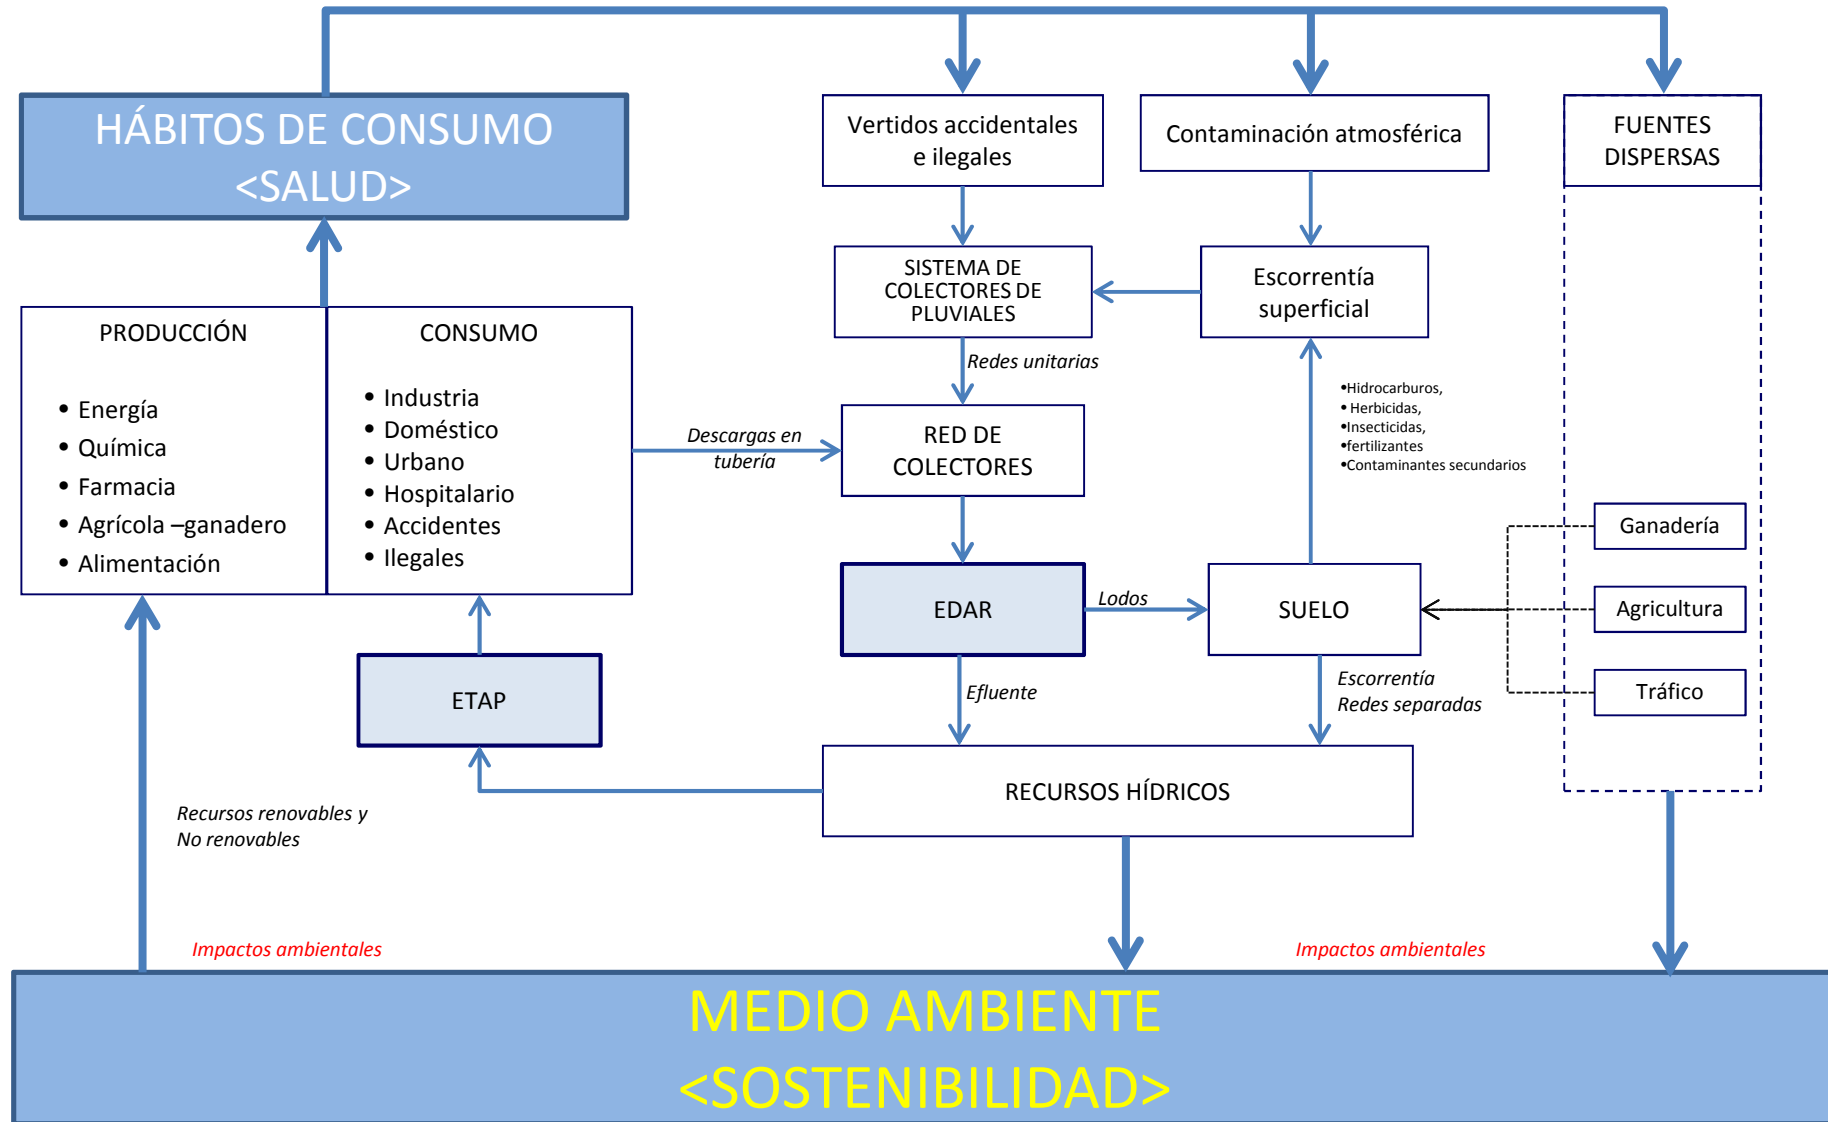 HÁBITOS DE CONSUMO
<SALUD>
Vertidos accidentales
e ilegales
Contaminación atmosférica
FUENTES
DISPERSAS
SISTEMA DE
COLECTORES DE
PLUVIALES
Escorrentía
superficial
PRODUCCIÓN
• Energía
• Química
• Farmacia
• Agrícola –ganadero
• Alimentación
CONSUMO
• Industria
• Doméstico
• Urbano
• Hospitalario
• Accidentes
• Ilegales
Redes unitarias
Descargas en
tubería
RED DE
COLECTORES
•Hidrocarburos,
• Herbicidas,
•Insecticidas,
•fertilizantes
•Contaminantes secundarios
Ganadería
Agricultura
Tráfico
EDAR
Lodos
SUELO
ETAP
Efluente
Escorrentía
Redes separadas
RECURSOS HÍDRICOS
Recursos renovables y
No renovables
Impactos ambientales
Impactos ambientales
MEDIO AMBIENTE
<SOSTENIBILIDAD>